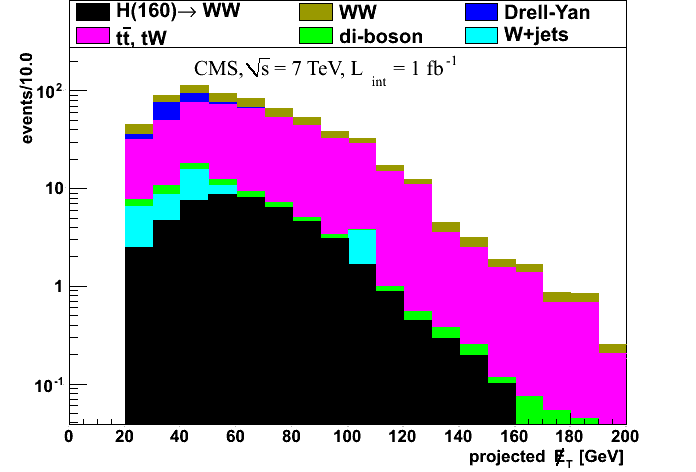 H(160)→ WW WW Drell-Yan
tt̄, tW di-boson W+jets
CMS, √s = 7 TeV, L int = 1 fb⁻¹
events/10.0
10²
10
1
10⁻¹
0 20 40 60 80 100 120 140 160 180 200
projected E̸_T [GeV]